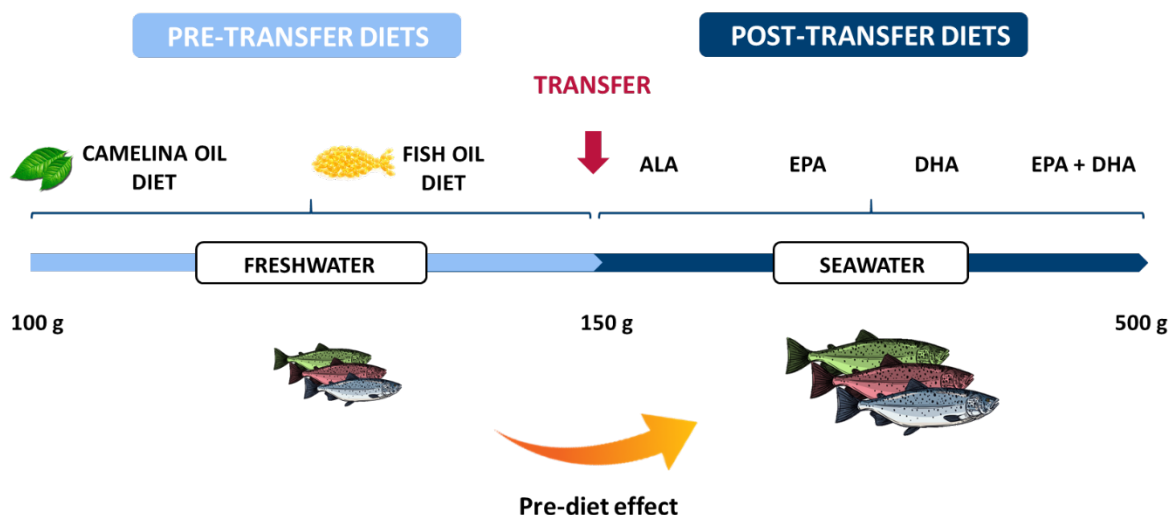 PRE-TRANSFER DIETS
POST-TRANSFER DIETS
TRANSFER
CAMELINA OIL
DIET
FISH OIL
DIET
ALA
EPA
DHA
EPA + DHA
FRESHWATER
SEAWATER
100 g
150 g
500 g
Pre-diet effect